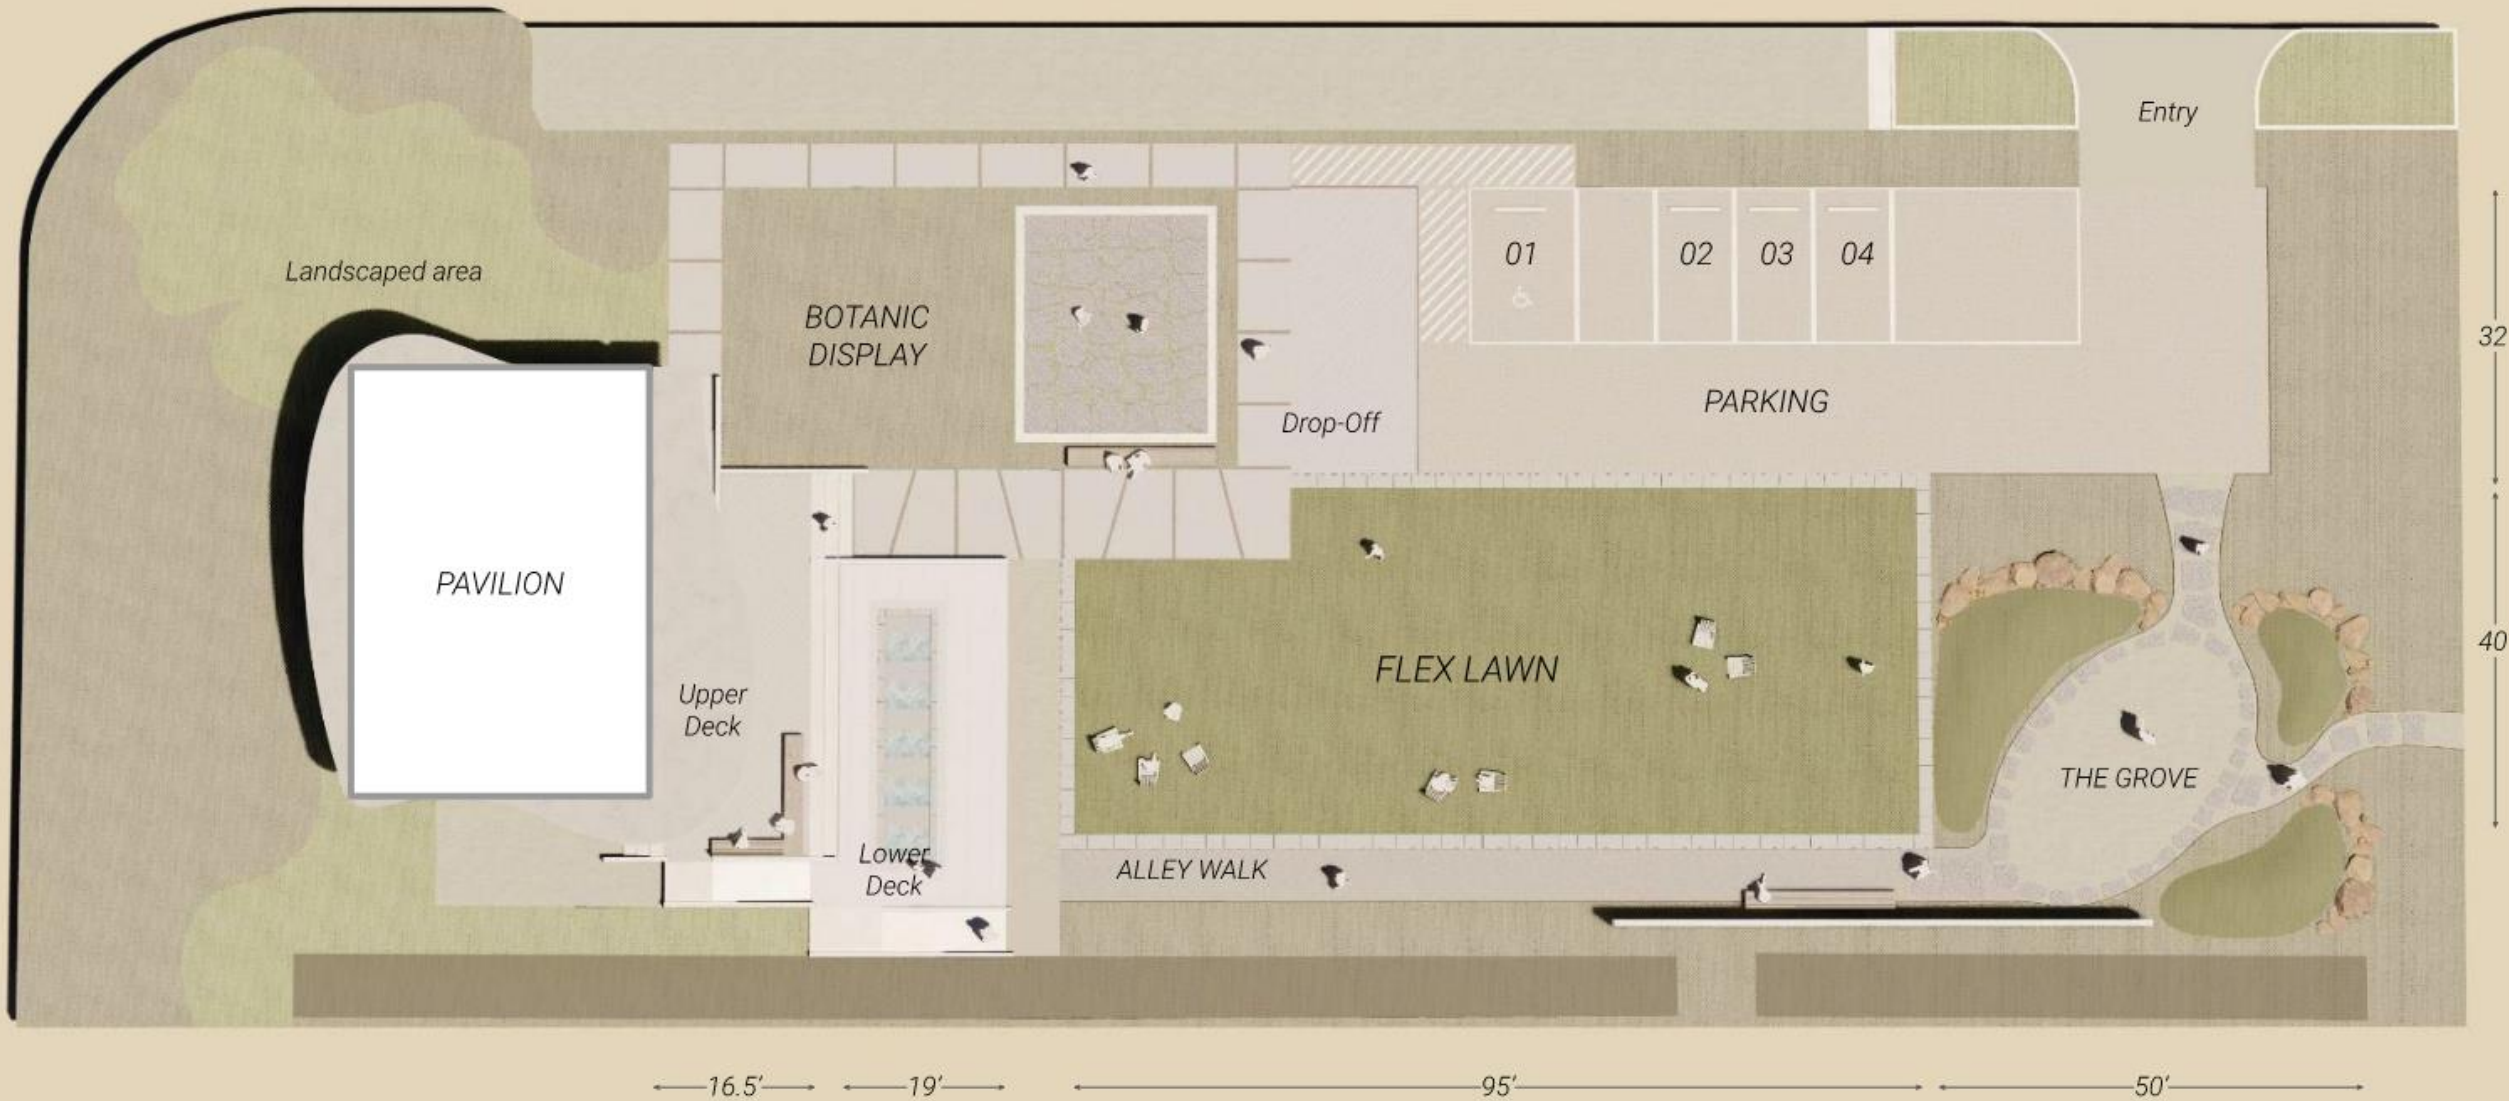 Entry
Landscaped area
01
02
03
04
BOTANIC
DISPLAY
32
PARKING
Drop-Off
PAVILION
40
FLEX LAWN
Upper
Deck
THE GROVE
Lower
Deck
ALLEY WALK
16.5'
19'
95'
50'